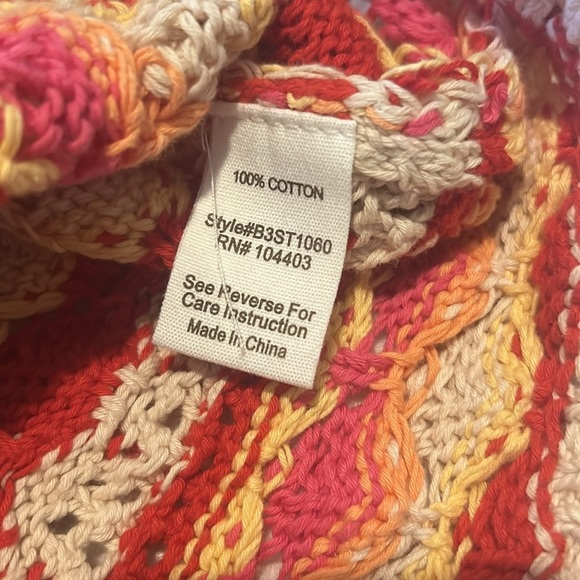 100% COTTON
Style#B3ST1060
RN# 104403
See Reverse For
Care Instruction
Made In China